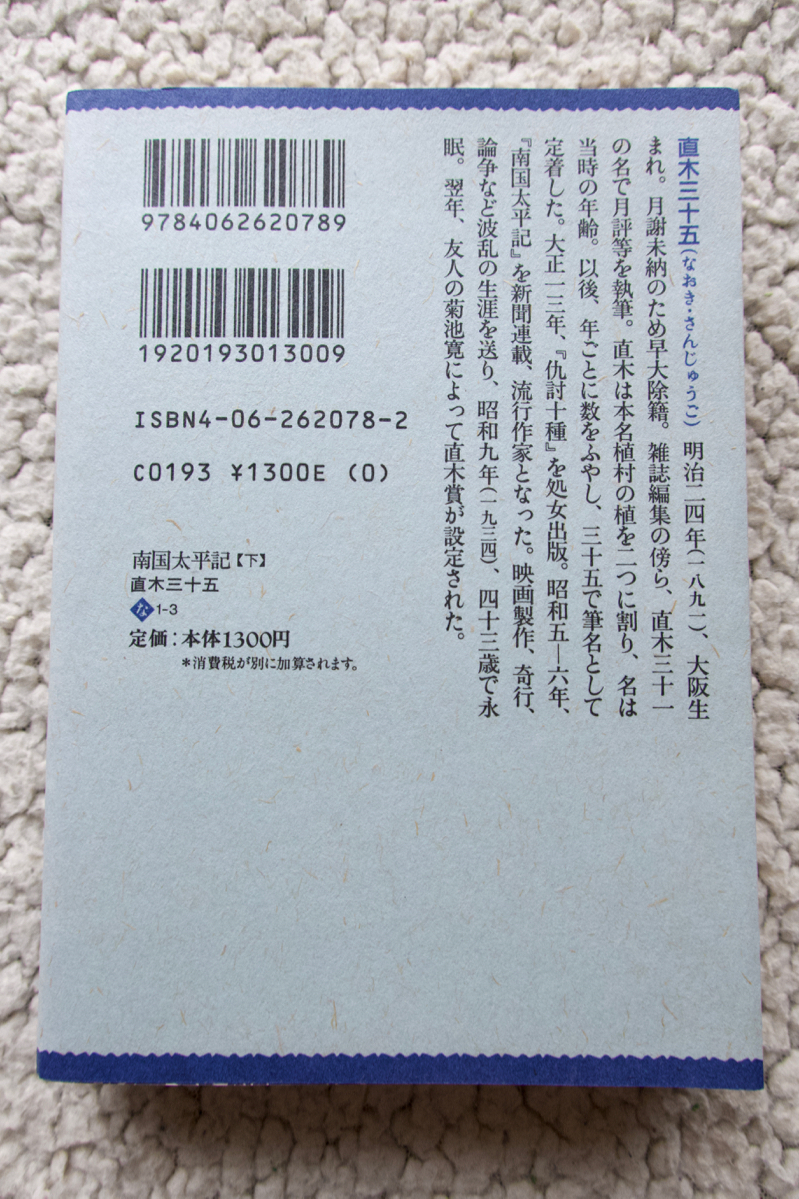 直木三十五(なおき・さんじゅうご) 明治二四年(一八九一)、大阪生
まれ。月謝未納のため早大除籍。雑誌編集の傍ら、直木三十一
の名で月評等を執筆。直木は本名植村の植を二つに割り、名は
当時の年齢。以後、年ごとに数をふやし、三十五で筆名として
定着した。大正一三年、『仇討十種』を処女出版。昭和五―六年、
『南国太平記』を新聞連載、流行作家となった。映画製作、奇行、
論争など波乱の生涯を送り、昭和九年(一九三四)、四十三歳で永
眠。翌年、友人の菊池寛によって直木賞が設定された。
9784062620789
1920193013009
ISBN4-06-262078-2
C0193 ¥1300E (0)
南国太平記【下】
直木三十五
な 1-3
定価:本体1300円
*消費税が別に加算されます。